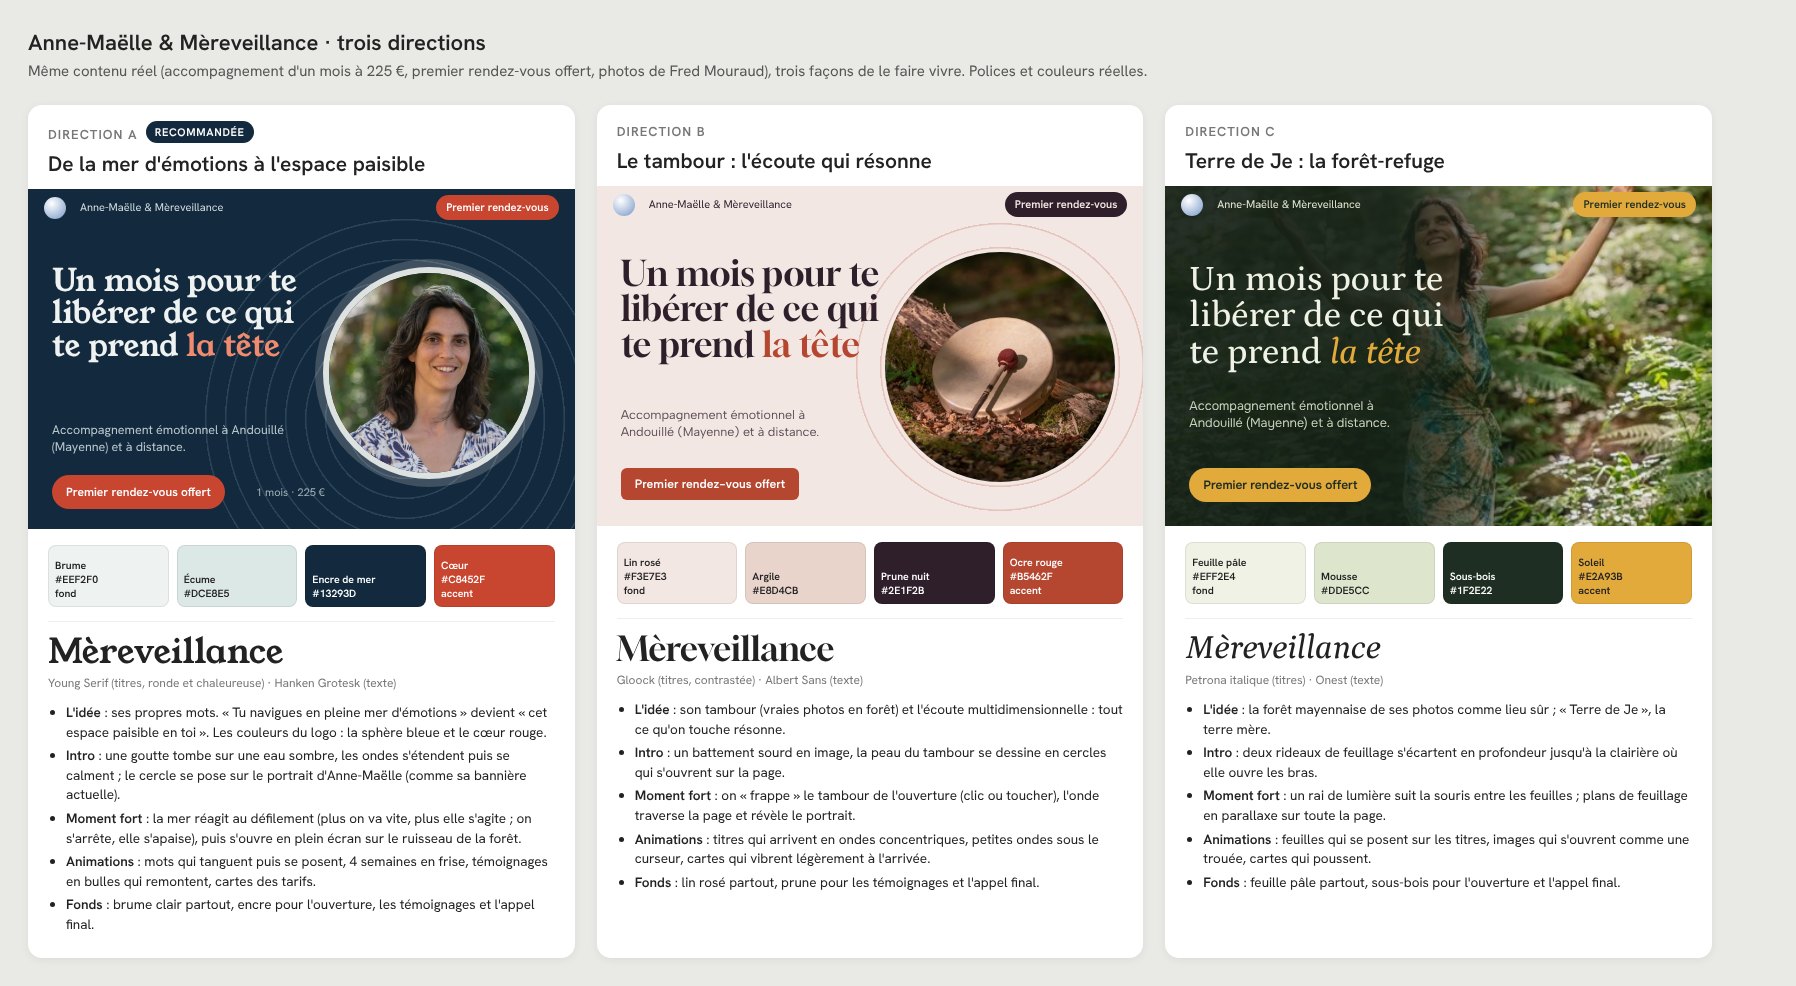 Anne-Maëlle & Mèreveillance · trois directions
Même contenu réel (accompagnement d'un mois à 225 €, premier rendez-vous offert, photos de Fred Mouraud), trois façons de le faire vivre. Polices et couleurs réelles.
DIRECTION A RECOMMANDÉE
De la mer d'émotions à l'espace paisible
Anne-Maëlle & Mèreveillance
Premier rendez-vous
Un mois pour te
libérer de ce qui
te prend la tête
Accompagnement émotionnel à Andouillé
(Mayenne) et à distance.
Premier rendez-vous offert
1 mois · 225 €
Brume
#EEF2F0
fond
Écume
#DCE8E5
Encre de mer
#13293D
Cœur
#C8452F
accent
Mèreveillance
Young Serif (titres, ronde et chaleureuse) · Hanken Grotesk (texte)
• L'idée : ses propres mots. « Tu navigues en pleine mer d'émotions » devient « cet
espace paisible en toi ». Les couleurs du logo : la sphère bleue et le cœur rouge.
• Intro : une goutte tombe sur une eau sombre, les ondes s'étendent puis se
calment ; le cercle se pose sur le portrait d'Anne-Maëlle (comme sa bannière
actuelle).
• Moment fort : la mer réagit au défilement (plus on va vite, plus elle s'agite ; on
s'arrête, elle s'apaise), puis s'ouvre en plein écran sur le ruisseau de la forêt.
• Animations : mots qui tanguent puis se posent, 4 semaines en frise, témoignages
en bulles qui remontent, cartes des tarifs.
• Fonds : brume clair partout, encre pour l'ouverture, les témoignages et l'appel
final.
DIRECTION B
Le tambour : l'écoute qui résonne
Anne-Maëlle & Mèreveillance
Premier rendez-vous
Un mois pour te
libérer de ce qui
te prend la tête
Accompagnement émotionnel à
Andouillé (Mayenne) et à distance.
Premier rendez-vous offert
Lin rosé
#F3E7E3
fond
Argile
#E8D4CB
Prune nuit
#2E1F2B
Ocre rouge
#B5462F
accent
Mèreveillance
Gloock (titres, contrastée) · Albert Sans (texte)
• L'idée : son tambour (vraies photos en forêt) et l'écoute multidimensionnelle : tout
ce qu'on touche résonne.
• Intro : un battement sourd en image, la peau du tambour se dessine en cercles
qui s'ouvrent sur la page.
• Moment fort : on « frappe » le tambour de l'ouverture (clic ou toucher), l'onde
traverse la page et révèle le portrait.
• Animations : titres qui arrivent en ondes concentriques, petites ondes sous le
curseur, cartes qui vibrent légèrement à l'arrivée.
• Fonds : lin rosé partout, prune pour les témoignages et l'appel final.
DIRECTION C
Terre de Je : la forêt-refuge
Anne-Maëlle & Mèreveillance
Premier rendez-vous
Un mois pour te
libérer de ce qui
te prend la tête
Accompagnement émotionnel à
Andouillé (Mayenne) et à distance.
Premier rendez-vous offert
Feuille pâle
#EFF2E4
fond
Mousse
#DDE5CC
Sous-bois
#1F2E22
Soleil
#E2A93B
accent
Mèreveillance
Petrona italique (titres) · Onest (texte)
• L'idée : la forêt mayennaise de ses photos comme lieu sûr ; « Terre de Je », la
terre mère.
• Intro : deux rideaux de feuillage s'écartent en profondeur jusqu'à la clairière où
elle ouvre les bras.
• Moment fort : un rai de lumière suit la souris entre les feuilles ; plans de feuillage
en parallaxe sur toute la page.
• Animations : feuilles qui se posent sur les titres, images qui s'ouvrent comme une
trouée, cartes qui poussent.
• Fonds : feuille pâle partout, sous-bois pour l'ouverture et l'appel final.